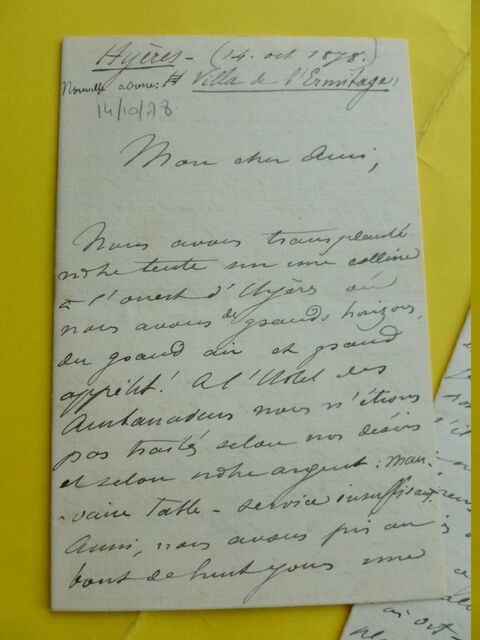 Hyères - (14. oct 1878.)
Nouvelle adresse: Villa de l'Ermitage,
14/10/78.
Mon cher Ami,
Nous avons transplanté
notre tente sur une colline
à l'ouest d'Hyères où
nous avons des grands horizons,
du grand air et grand
appétit! A l'Hôtel des
Ambassadeurs nous n'étions
pas traités selon nos désirs
et selon notre argent: mau-
-vaise Table - service insuffisant.
Aussi, nous avons pris au
bout de huit jours une